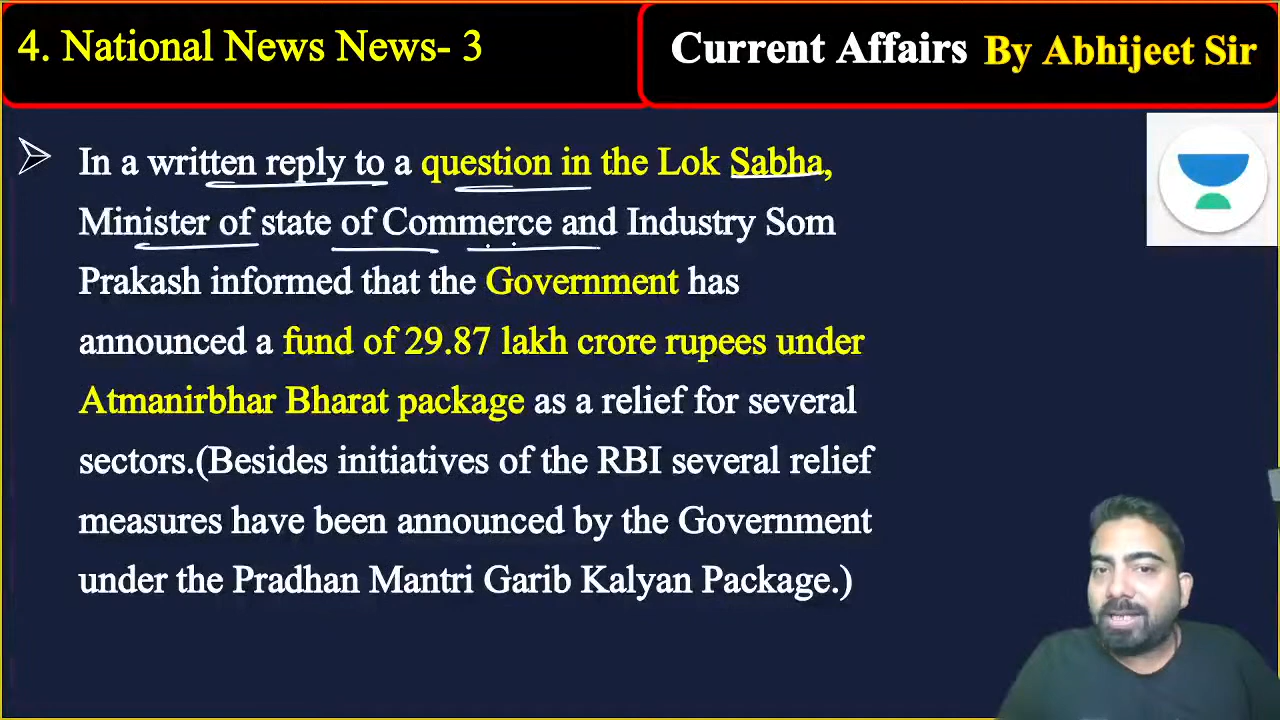 4. National News News- 3
Current Affairs By Abhijeet Sir
In a written reply to a question in the Lok Sabha,
Minister of state of Commerce and Industry Som
Prakash informed that the Government has
announced a fund of 29.87 lakh crore rupees under
Atmanirbhar Bharat package as a relief for several
sectors.(Besides initiatives of the RBI several relief
measures have been announced by the Government
under the Pradhan Mantri Garib Kalyan Package.)